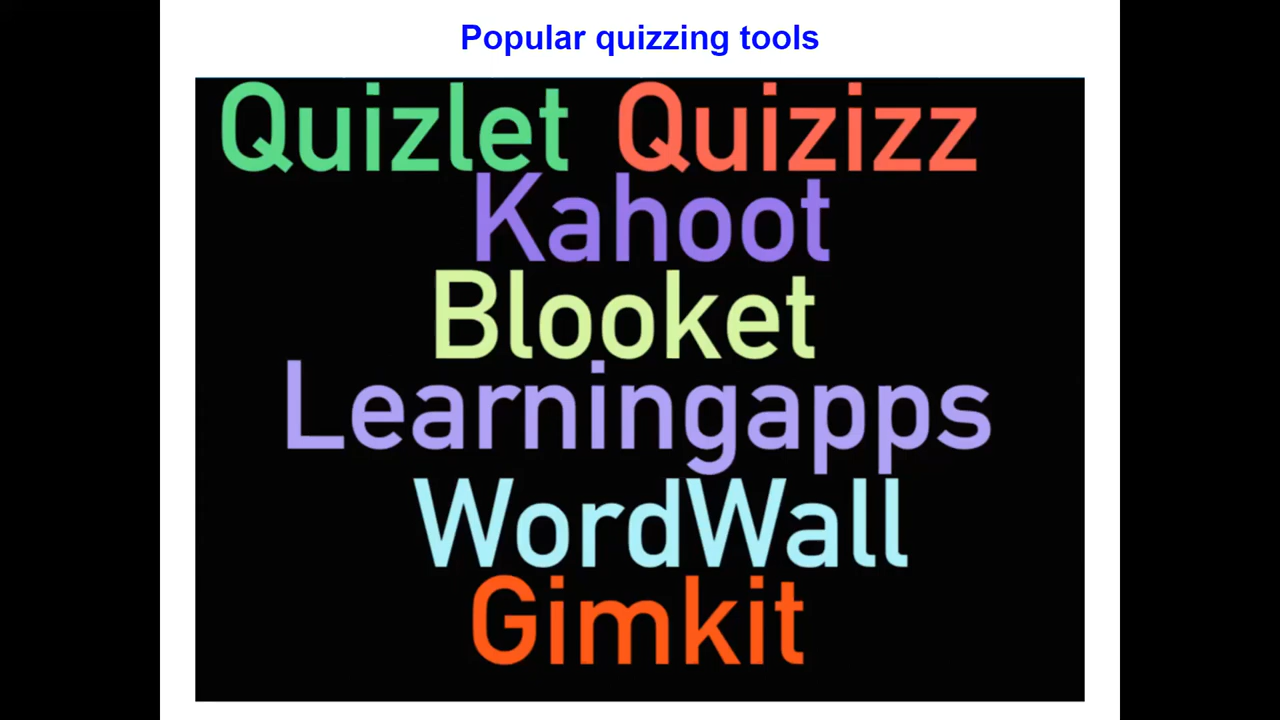 Popular quizzing tools
Quizlet Quizizz
Kahoot
Blooket
Learningapps
WordWall
Gimkit